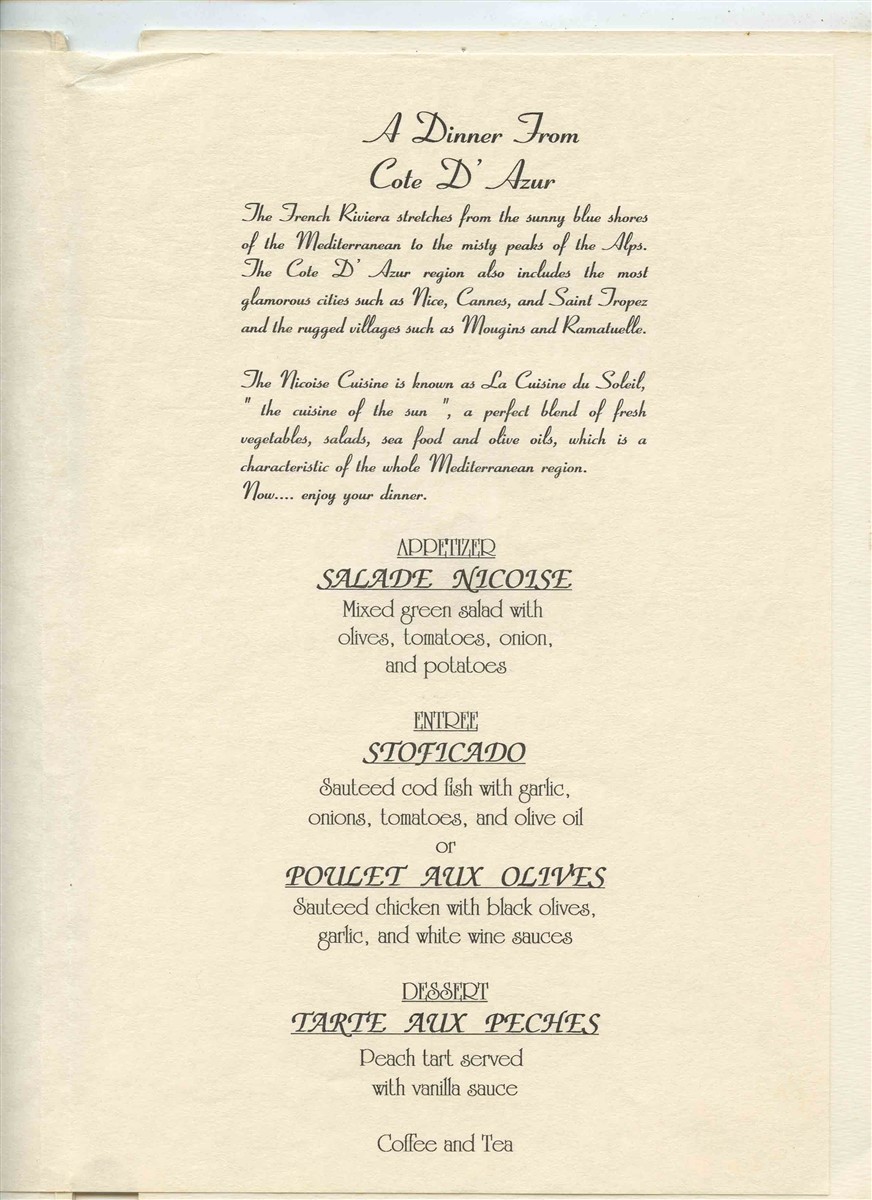 A Dinner From
Cote D' Azur
The French Riviera stretches from the sunny blue shores
of the Mediterranean to the misty peaks of the Alps.
The Cote D' Azur region also includes the most
glamorous cities such as Nice, Cannes, and Saint Tropez
and the rugged villages such as Mougins and Ramatuelle.
The Nicoise Cuisine is known as La Cuisine du Soleil,
" the cuisine of the sun ", a perfect blend of fresh
vegetables, salads, sea food and olive oils, which is a
characteristic of the whole Mediterranean region.
Now.... enjoy your dinner.
APPETIZER
SALADE NICOISE
Mixed green salad with
olives, tomatoes, onion,
and potatoes
ENTREE
STOFICADO
Sauteed cod fish with garlic,
onions, tomatoes, and olive oil
or
POULET AUX OLIVES
Sauteed chicken with black olives,
garlic, and white wine sauces
DESSERT
TARTE AUX PECHES
Peach tart served
with vanilla sauce
Coffee and Tea